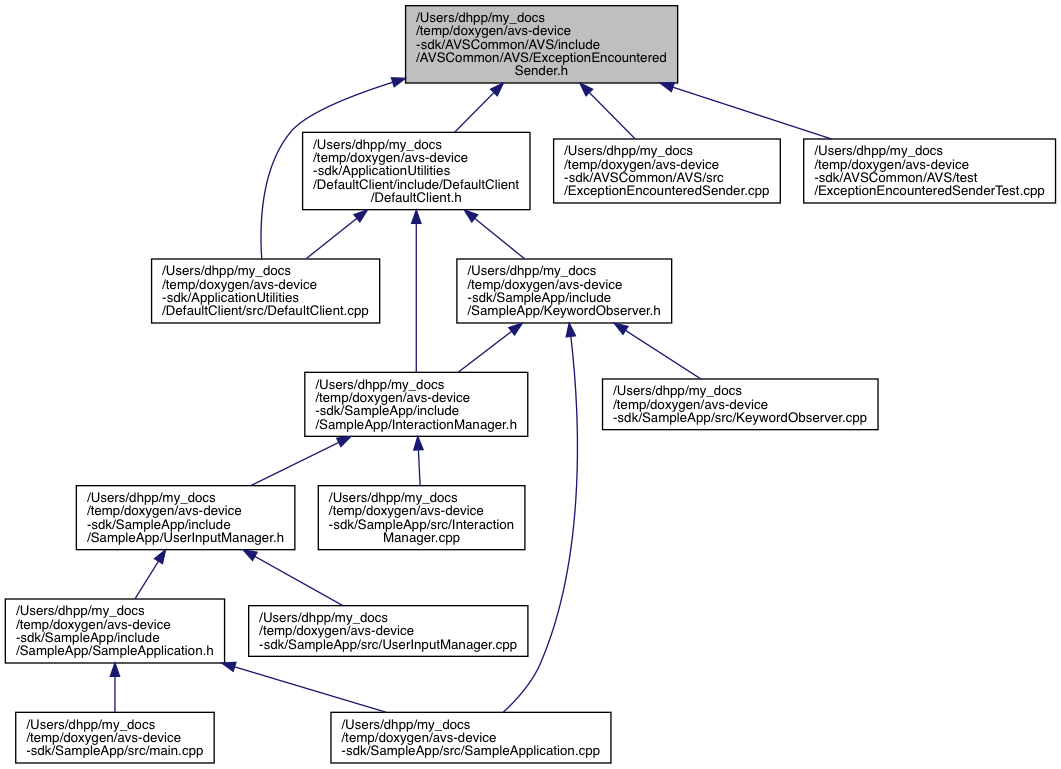 /Users/dhpp/my_docs
/temp/doxygen/avs-device
-sdk/AVSCommon/AVS/include
/AVSCommon/AVS/ExceptionEncountered
Sender.h
/Users/dhpp/my_docs
/temp/doxygen/avs-device
-sdk/ApplicationUtilities
/DefaultClient/include/DefaultClient
/DefaultClient.h
/Users/dhpp/my_docs
/temp/doxygen/avs-device
-sdk/AVSCommon/AVS/src
/ExceptionEncounteredSender.cpp
/Users/dhpp/my_docs
/temp/doxygen/avs-device
-sdk/AVSCommon/AVS/test
/ExceptionEncounteredSenderTest.cpp
/Users/dhpp/my_docs
/temp/doxygen/avs-device
-sdk/ApplicationUtilities
/DefaultClient/src/DefaultClient.cpp
/Users/dhpp/my_docs
/temp/doxygen/avs-device
-sdk/SampleApp/include
/SampleApp/KeywordObserver.h
/Users/dhpp/my_docs
/temp/doxygen/avs-device
-sdk/SampleApp/include
/SampleApp/InteractionManager.h
/Users/dhpp/my_docs
/temp/doxygen/avs-device
-sdk/SampleApp/src/KeywordObserver.cpp
/Users/dhpp/my_docs
/temp/doxygen/avs-device
-sdk/SampleApp/include
/SampleApp/UserInputManager.h
/Users/dhpp/my_docs
/temp/doxygen/avs-device
-sdk/SampleApp/src/Interaction
Manager.cpp
/Users/dhpp/my_docs
/temp/doxygen/avs-device
-sdk/SampleApp/include
/SampleApp/SampleApplication.h
/Users/dhpp/my_docs
/temp/doxygen/avs-device
-sdk/SampleApp/src/UserInputManager.cpp
/Users/dhpp/my_docs
/temp/doxygen/avs-device
-sdk/SampleApp/src/main.cpp
/Users/dhpp/my_docs
/temp/doxygen/avs-device
-sdk/SampleApp/src/SampleApplication.cpp